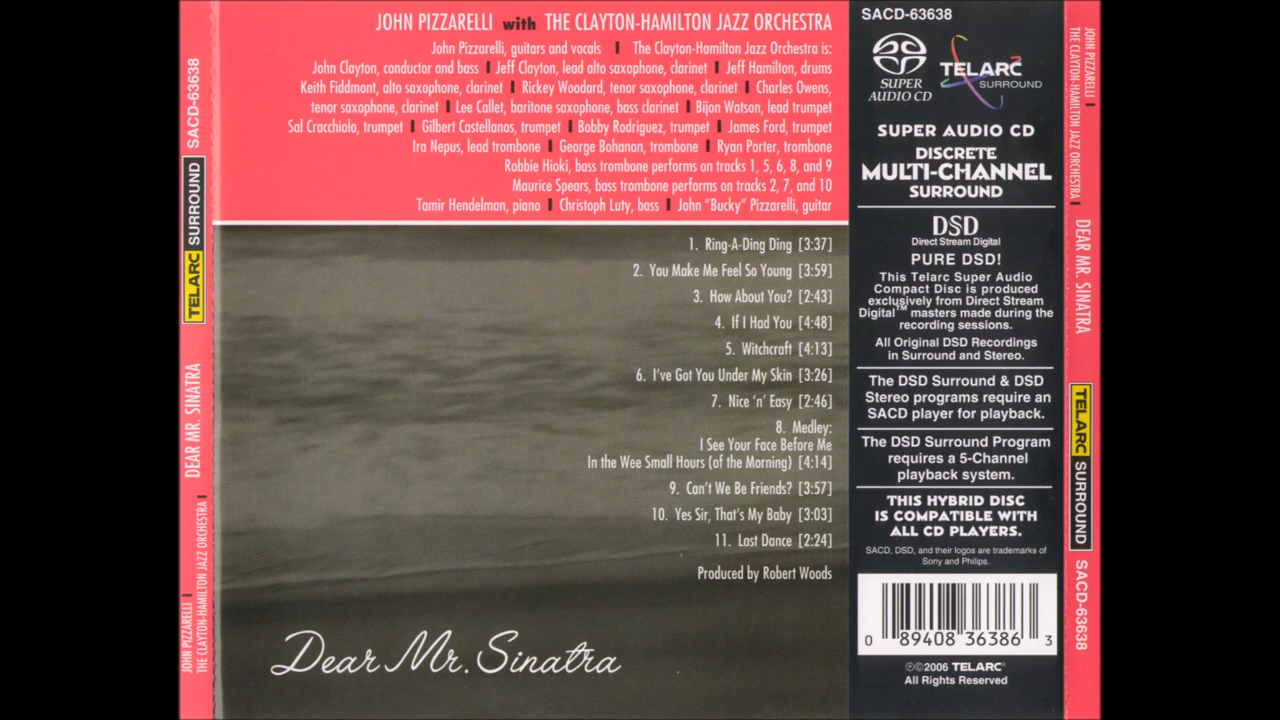 SACD-63638
TELARC SURROUND
DEAR MR. SINATRA
JOHN PIZZARELLI
THE CLAYTON-HAMILTON JAZZ ORCHESTRA
JOHN PIZZARELLI with THE CLAYTON-HAMILTON JAZZ ORCHESTRA
John Pizzarelli, guitars and vocals | The Clayton-Hamilton Jazz Orchestra is:
John Clayton, conductor and bass | Jeff Clayton, lead alto saxophone, clarinet | Jeff Hamilton, drums
Keith Fiddmont, alto saxophone, clarinet | Rickey Woodard, tenor saxophone, clarinet | Charles Owens,
tenor saxophone, clarinet | Lee Callet, baritone saxophone, bass clarinet | Bijon Watson, lead trumpet
Sal Cracchiolo, trumpet | Gilbert Castellanos, trumpet | Bobby Rodriguez, trumpet | James Ford, trumpet
Ira Nepus, lead trombone | George Bohanon, trombone | Ryan Porter, trombone
Robbie Hioki, bass trombone performs on tracks 1, 5, 6, 8, and 9
Maurice Spears, bass trombone performs on tracks 2, 7, and 10
Tamir Hendelman, piano | Christoph Luty, bass | John “Bucky” Pizzarelli, guitar
1. Ring-A-Ding Ding [3:37]
2. You Make Me Feel So Young [3:59]
3. How About You? [2:43]
4. If I Had You [4:48]
5. Witchcraft [4:13]
6. I’ve Got You Under My Skin [3:26]
7. Nice ‘n’ Easy [2:46]
8. Medley:
I See Your Face Before Me
In the Wee Small Hours (of the Morning) [4:14]
9. Can’t We Be Friends? [3:57]
10. Yes Sir, That’s My Baby [3:03]
11. Last Dance [2:24]
Produced by Robert Woods
Dear Mr. Sinatra
SACD-63638
SUPER AUDIO CD
TELARC² SURROUND
SUPER AUDIO CD
DISCRETE
MULTI-CHANNEL
SURROUND
DSD
Direct Stream Digital
PURE DSD!
This Telarc Super Audio
Compact Disc is produced
exclusively from Direct Stream
Digital™ masters made during the
recording sessions.
All Original DSD Recordings
in Surround and Stereo.
The DSD Surround & DSD
Stereo programs require an
SACD player for playback.
The DSD Surround Program
requires a 5-Channel
playback system.
THIS HYBRID DISC
IS COMPATIBLE WITH
ALL CD PLAYERS.
SACD, DSD, and their logos are trademarks of
Sony and Philips.
0 89408 36386 3
℗©2006 TELARC®
All Rights Reserved
JOHN PIZZARELLI
THE CLAYTON-HAMILTON JAZZ ORCHESTRA
DEAR MR. SINATRA
TELARC SURROUND
SACD-63638